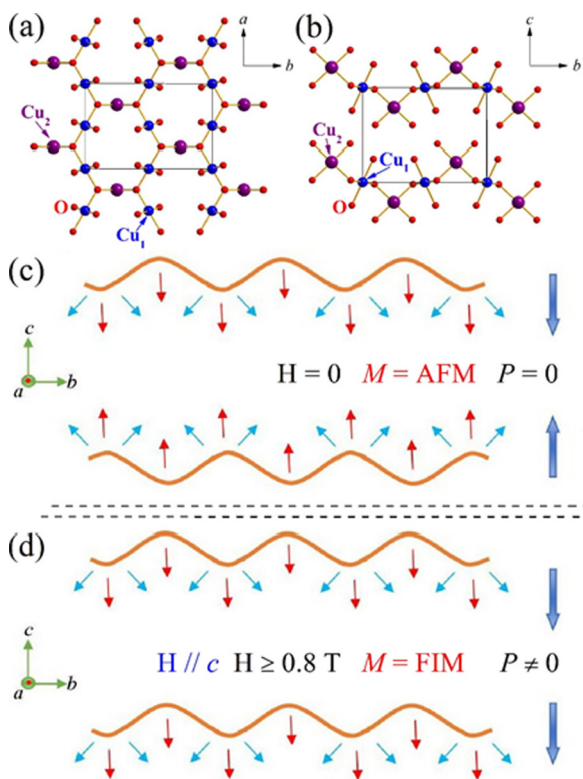 (a)
a
b
Cu2
O
Cu1
(b)
c
b
Cu2
Cu1
O
(c)
c
a
b
H = 0 M = AFM P = 0
(d)
c
a
b
H // c H ≥ 0.8 T M = FIM P ≠ 0